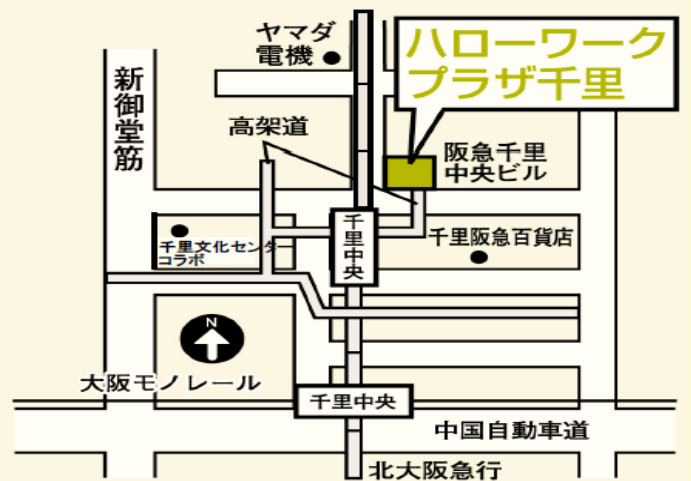 ヤマダ
電機
ハローワーク
プラザ千里
新御堂筋
高架道
阪急千里
中央ビル
千里中央
千里文化センター
コラボ
千里阪急百貨店
N
大阪モノレール
千里中央
中国自動車道
北大阪急行